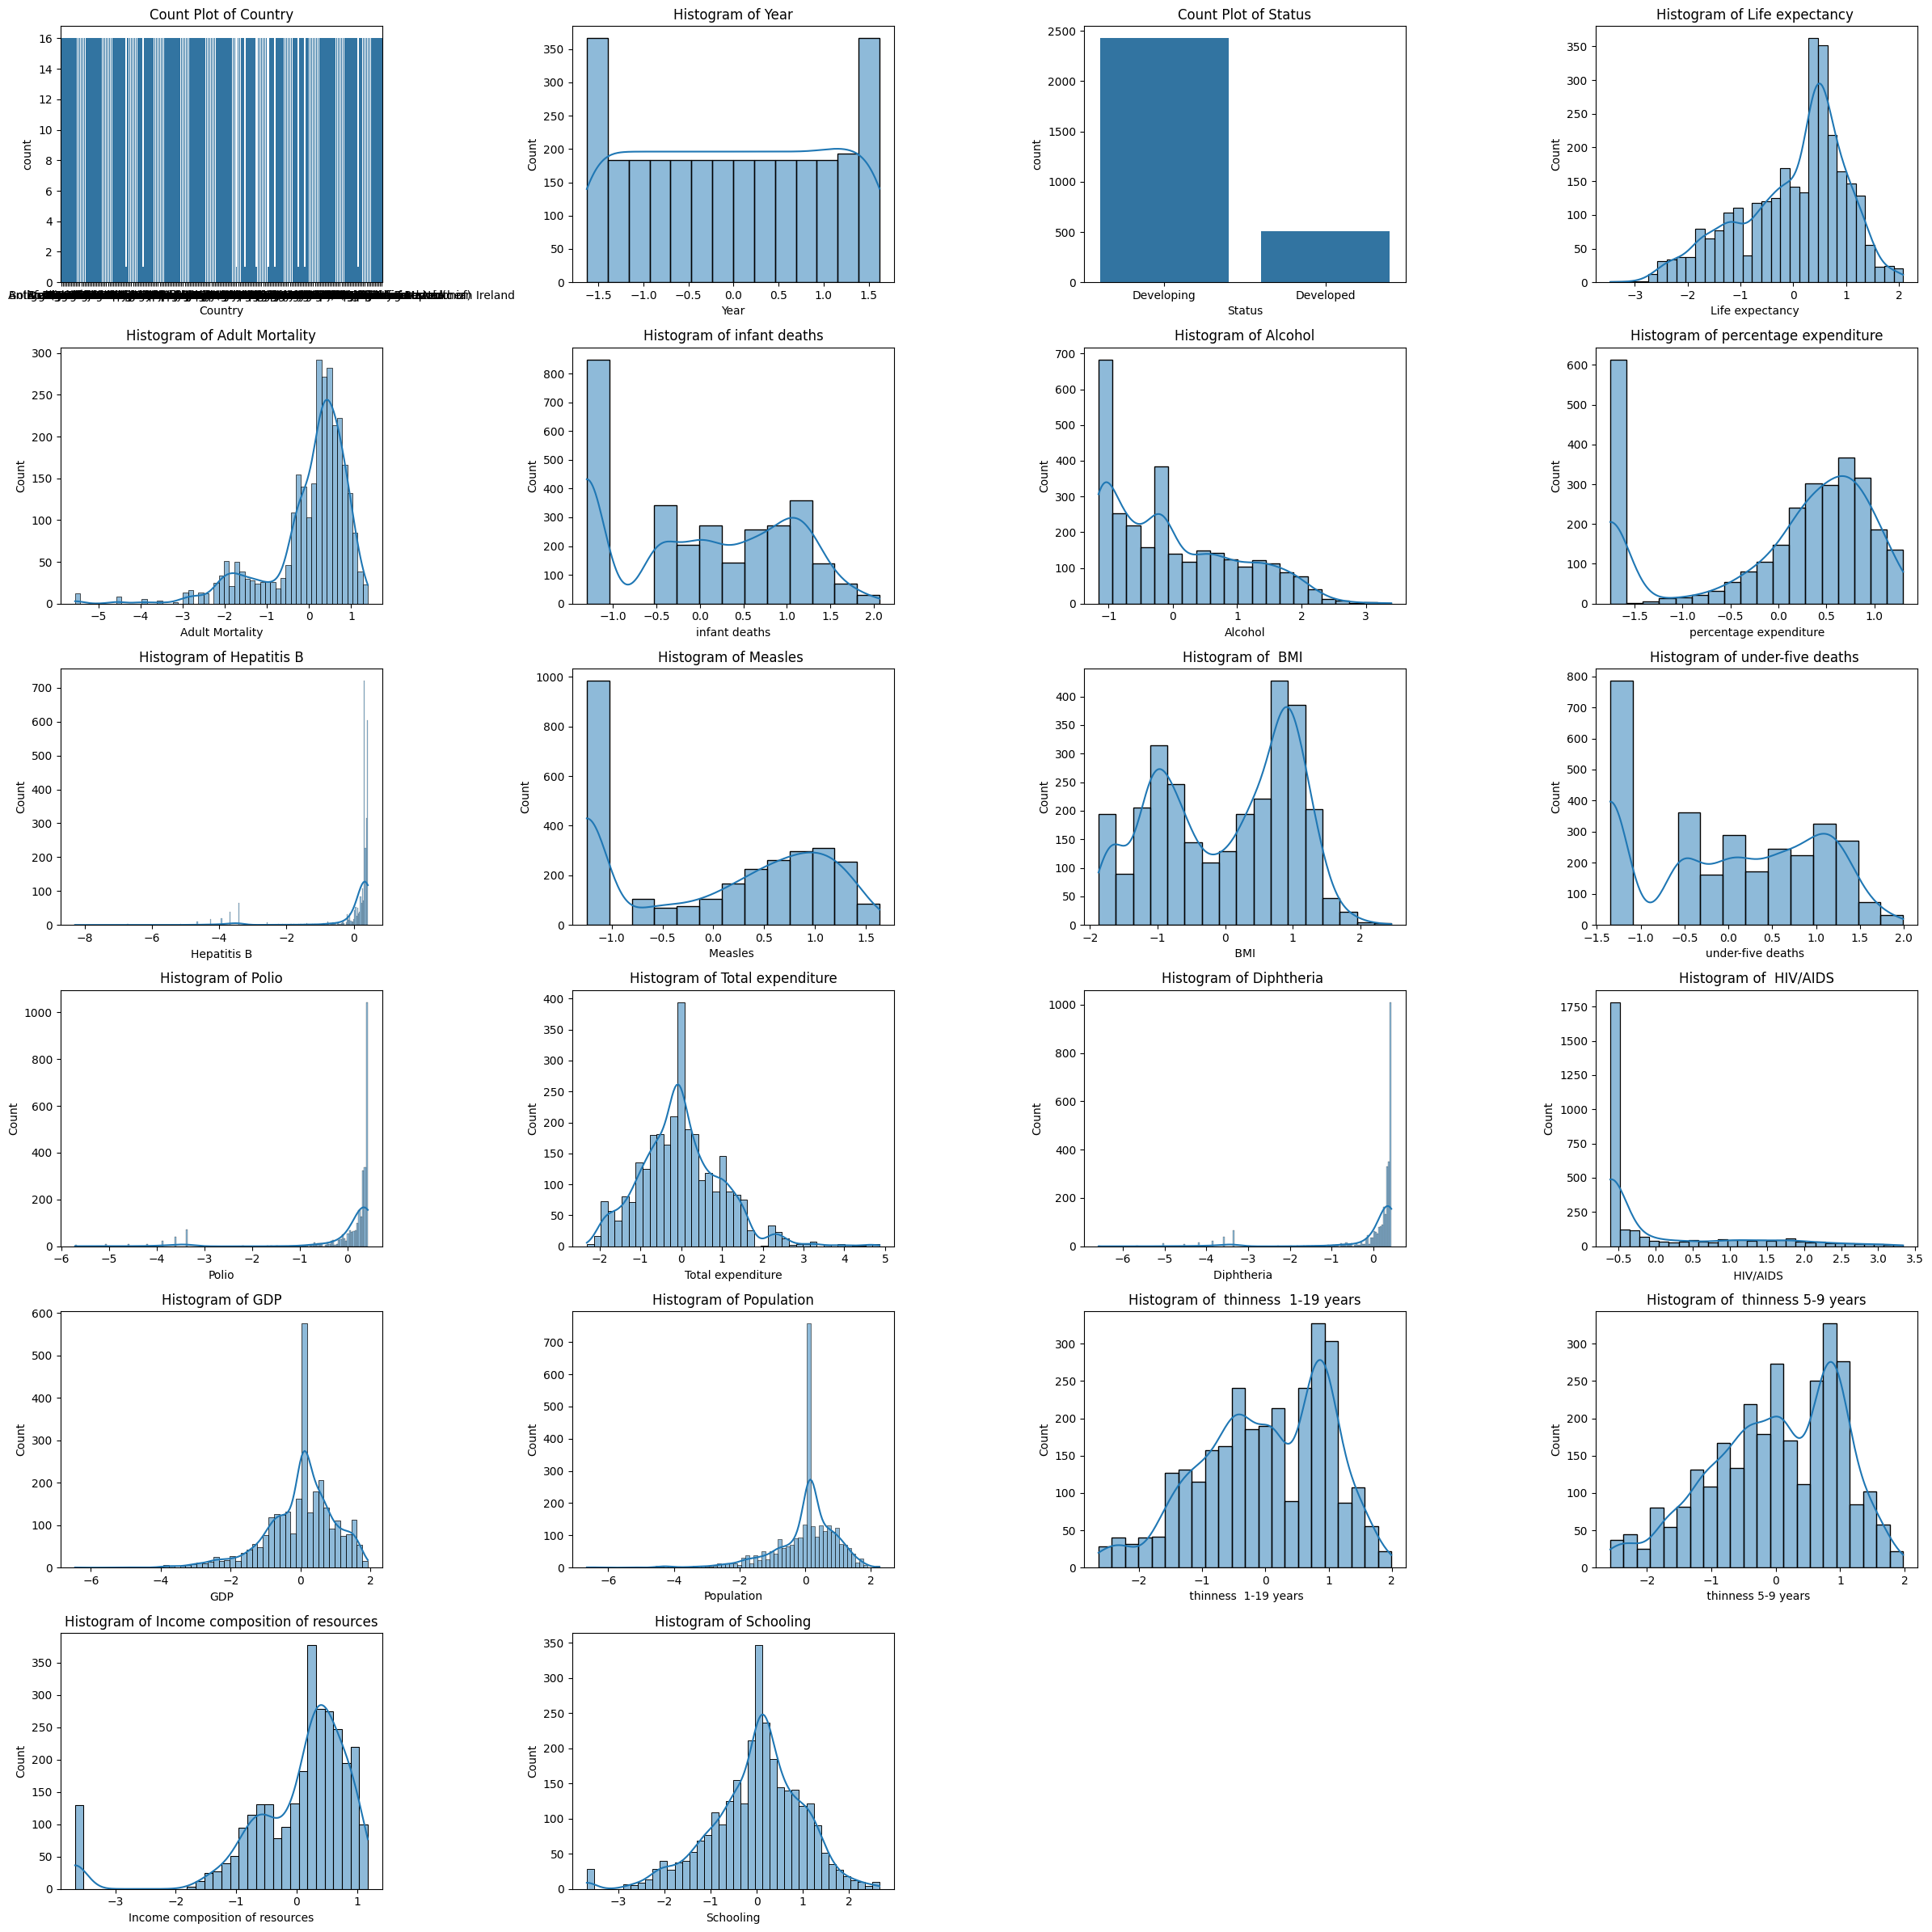 Count Plot of Country
count
16
14
12
10
8
6
4
2
0
Ireland
Country
Histogram of Year
Count
350
300
250
200
150
100
50
0
−1.5 −1.0 −0.5 0.0 0.5 1.0 1.5
Year
Count Plot of Status
count
2500
2000
1500
1000
500
0
Developing Developed
Status
Histogram of Life expectancy
Count
350
300
250
200
150
100
50
0
−3 −2 −1 0 1 2
Life expectancy
Histogram of Adult Mortality
Count
300
250
200
150
100
50
0
−5 −4 −3 −2 −1 0 1
Adult Mortality
Histogram of infant deaths
Count
800
700
600
500
400
300
200
100
0
−1.0 −0.5 0.0 0.5 1.0 1.5 2.0
infant deaths
Histogram of Alcohol
Count
700
600
500
400
300
200
100
0
−1 0 1 2 3
Alcohol
Histogram of percentage expenditure
Count
600
500
400
300
200
100
0
−1.5 −1.0 −0.5 0.0 0.5 1.0
percentage expenditure
Histogram of Hepatitis B
Count
700
600
500
400
300
200
100
0
−8 −6 −4 −2 0
Hepatitis B
Histogram of Measles
Count
1000
800
600
400
200
0
−1.0 −0.5 0.0 0.5 1.0 1.5
Measles
Histogram of  BMI
Count
400
350
300
250
200
150
100
50
0
−2 −1 0 1 2
BMI
Histogram of under-five deaths
Count
800
700
600
500
400
300
200
100
0
−1.5 −1.0 −0.5 0.0 0.5 1.0 1.5 2.0
under-five deaths
Histogram of Polio
Count
1000
800
600
400
200
0
−6 −5 −4 −3 −2 −1 0
Polio
Histogram of Total expenditure
Count
400
350
300
250
200
150
100
50
0
−2 −1 0 1 2 3 4 5
Total expenditure
Histogram of Diphtheria
Count
1000
800
600
400
200
0
−6 −5 −4 −3 −2 −1 0
Diphtheria
Histogram of  HIV/AIDS
Count
1750
1500
1250
1000
750
500
250
0
−0.5 0.0 0.5 1.0 1.5 2.0 2.5 3.0 3.5
HIV/AIDS
Histogram of GDP
Count
600
500
400
300
200
100
0
−6 −4 −2 0 2
GDP
Histogram of Population
Count
700
600
500
400
300
200
100
0
−6 −4 −2 0 2
Population
Histogram of  thinness  1-19 years
Count
300
250
200
150
100
50
0
−2 −1 0 1 2
thinness  1-19 years
Histogram of  thinness 5-9 years
Count
300
250
200
150
100
50
0
−2 −1 0 1 2
thinness 5-9 years
Histogram of Income composition of resources
Count
350
300
250
200
150
100
50
0
−3 −2 −1 0 1
Income composition of resources
Histogram of Schooling
Count
350
300
250
200
150
100
50
0
−3 −2 −1 0 1 2
Schooling